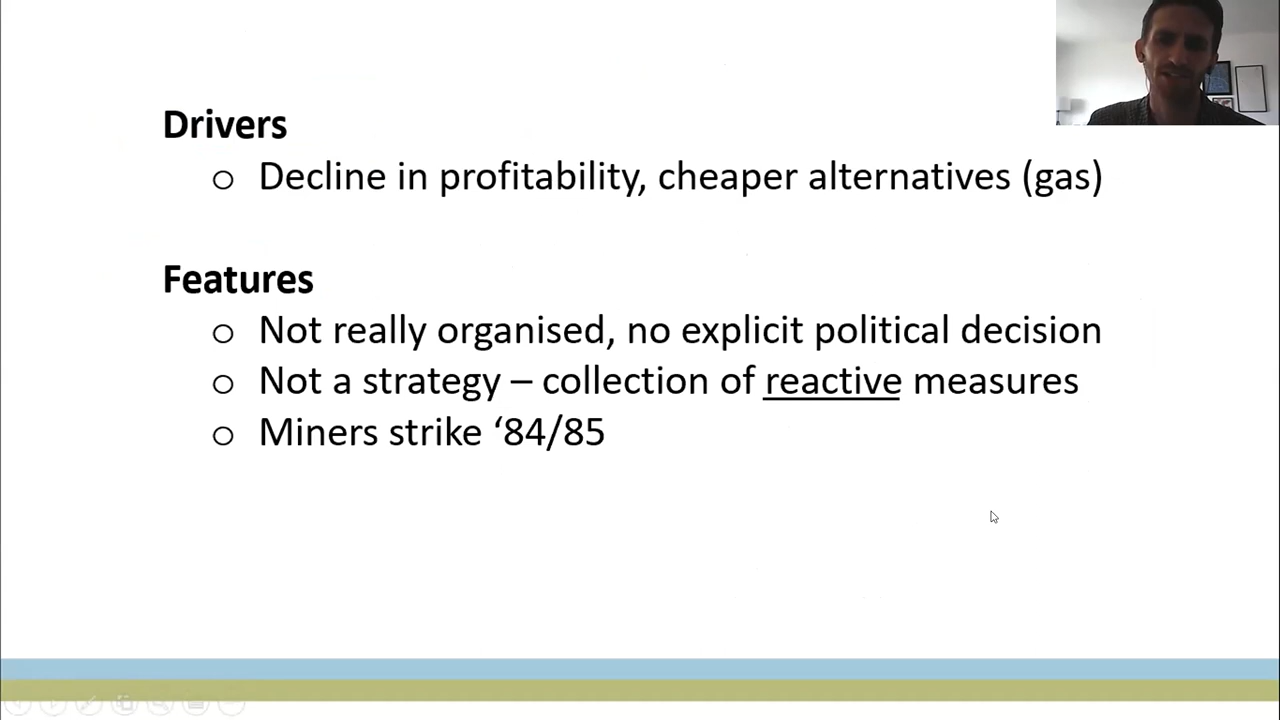 Drivers
o Decline in profitability, cheaper alternatives (gas)
Features
o Not really organised, no explicit political decision
o Not a strategy – collection of reactive measures
o Miners strike ‘84/85